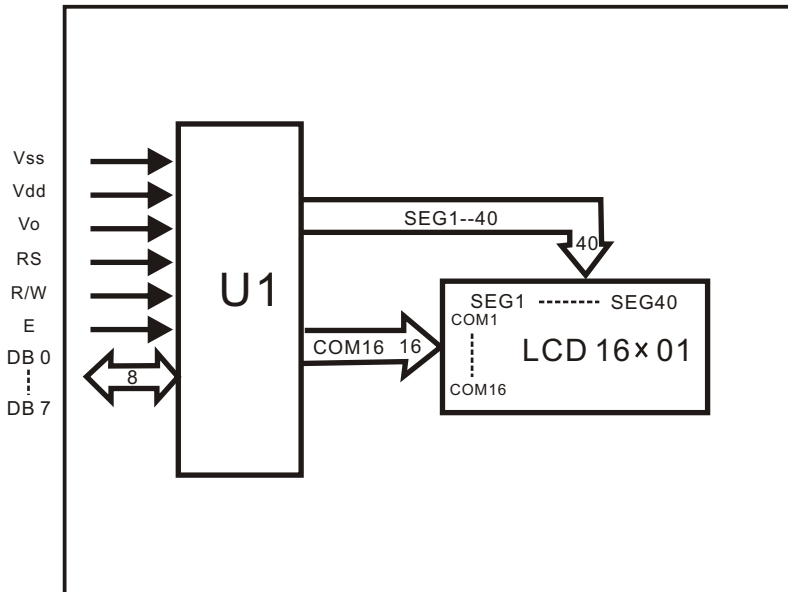 Vss
Vdd
Vo
RS
R/W
E
DB 0
DB 7
8
U1
SEG1--40
40
COM16 16
SEG1 SEG40
COM1
LCD 16×01
COM16